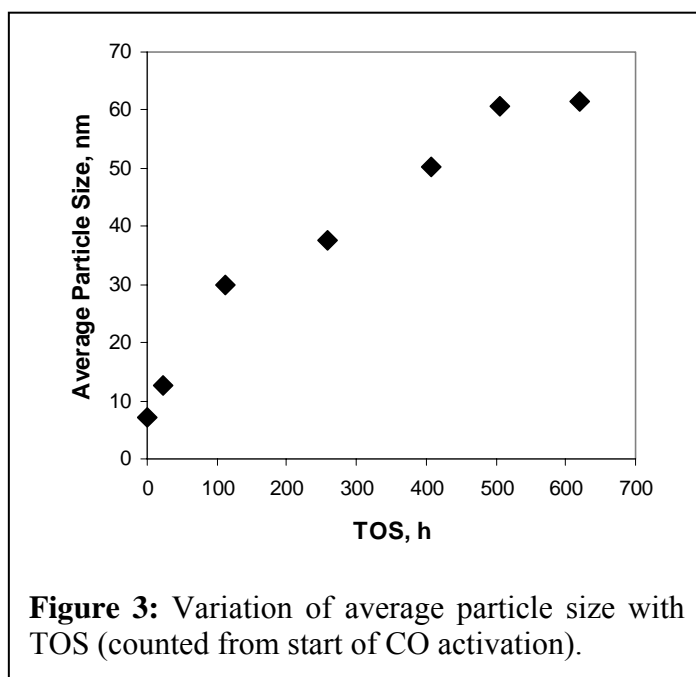 70
60
50
40
30
20
10
0
Average Particle Size, nm
0 100 200 300 400 500 600 700
TOS, h
Figure 3: Variation of average particle size with
TOS (counted from start of CO activation).